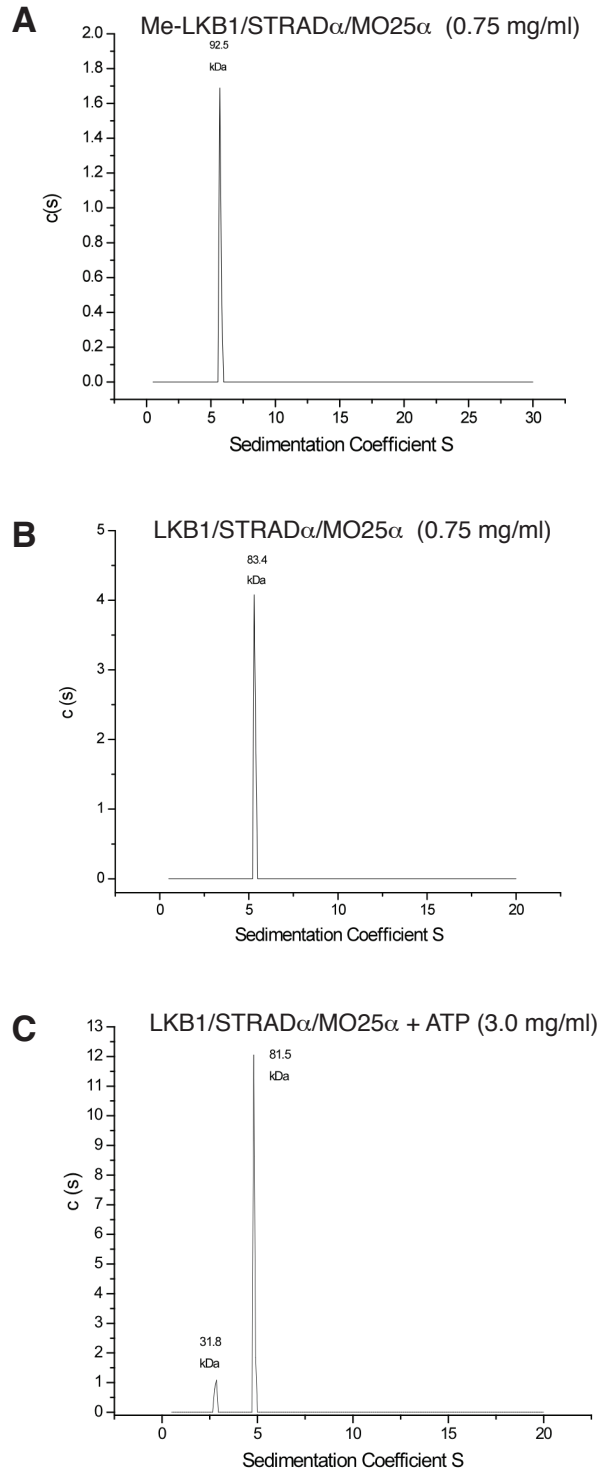 A
Me-LKB1/STRADα/MO25α (0.75 mg/ml)
2.0
1.8
1.6
1.4
1.2
1.0
0.8
0.6
0.4
0.2
0.0
c(s)
92.5
kDa
0 5 10 15 20 25 30
Sedimentation Coefficient S
B
LKB1/STRADα/MO25α (0.75 mg/ml)
5
4
3
2
1
0
c (s)
83.4
kDa
0 5 10 15 20
Sedimentation Coefficient S
C
LKB1/STRADα/MO25α + ATP (3.0 mg/ml)
13
12
11
10
9
8
7
6
5
4
3
2
1
0
c (s)
81.5
kDa
31.8
kDa
0 5 10 15 20
Sedimentation Coefficient S